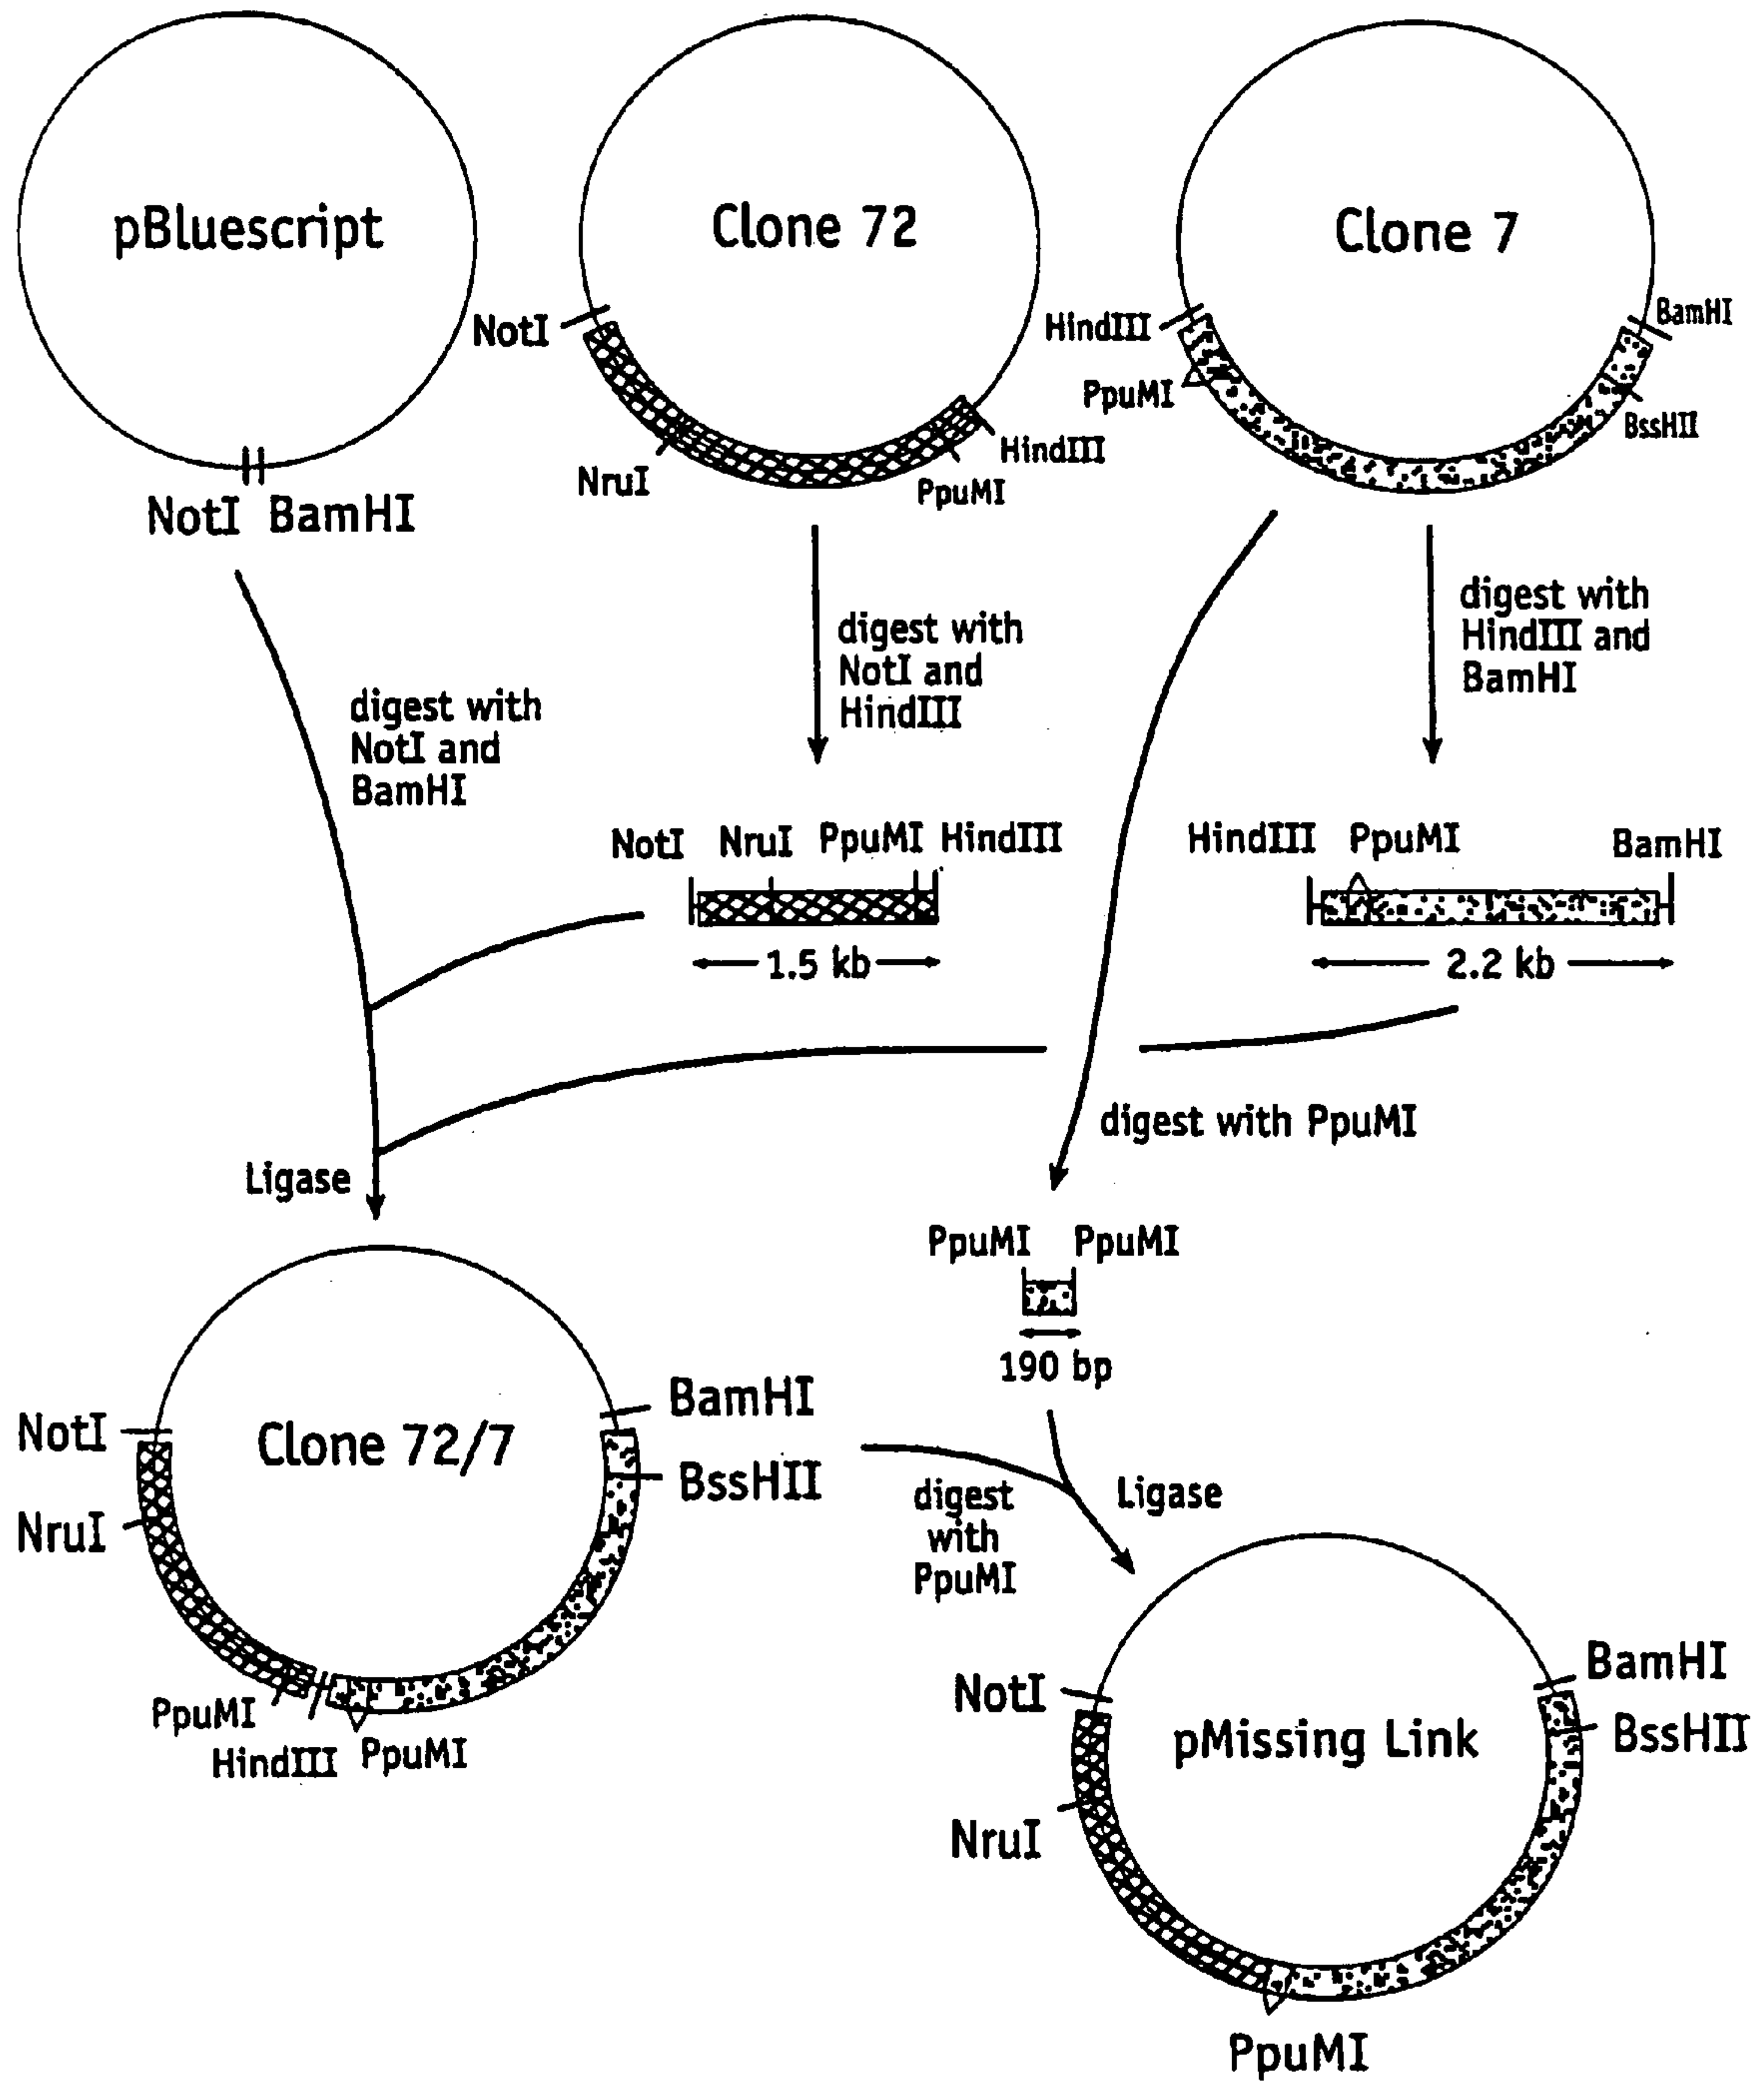 pBluescript
Clone 72
Clone 7
NotI
HindIII
BamHI
PpuMI
BssHII
NruI
PpuMI
HindIII
NotI BamHI
digest with
NotI and
BamHI
digest with
NotI and
HindIII
digest with
HindIII and
BamHI
NotI NruI PpuMI HindIII
1.5 kb
HindIII PpuMI BamHI
2.2 kb
digest with PpuMI
Ligase
PpuMI PpuMI
190 bp
Clone 72/7
NotI
NruI
PpuMI
HindIII
PpuMI
BamHI
BssHII
digest
with
PpuMI
Ligase
pMissing Link
NotI
NruI
BamHI
BssHII
PpuMI